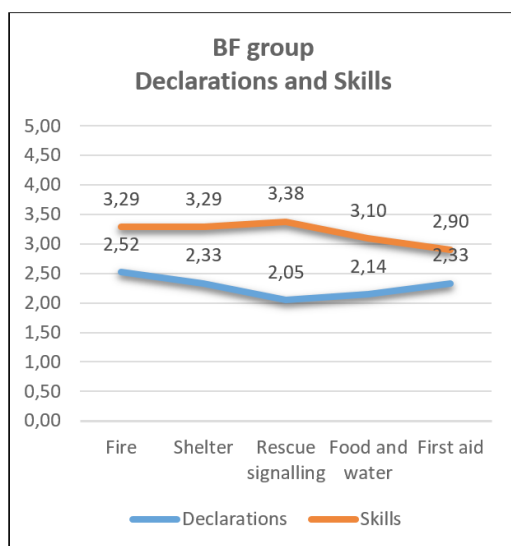 BF group
Declarations and Skills
5,00
4,50
4,00
3,50
3,00
2,50
2,00
1,50
1,00
0,50
0,00
3,29 3,29 3,38 3,10 2,90
2,52 2,33 2,05 2,14 2,33
Fire Shelter Rescue Food and First aid
signalling water
Declarations Skills